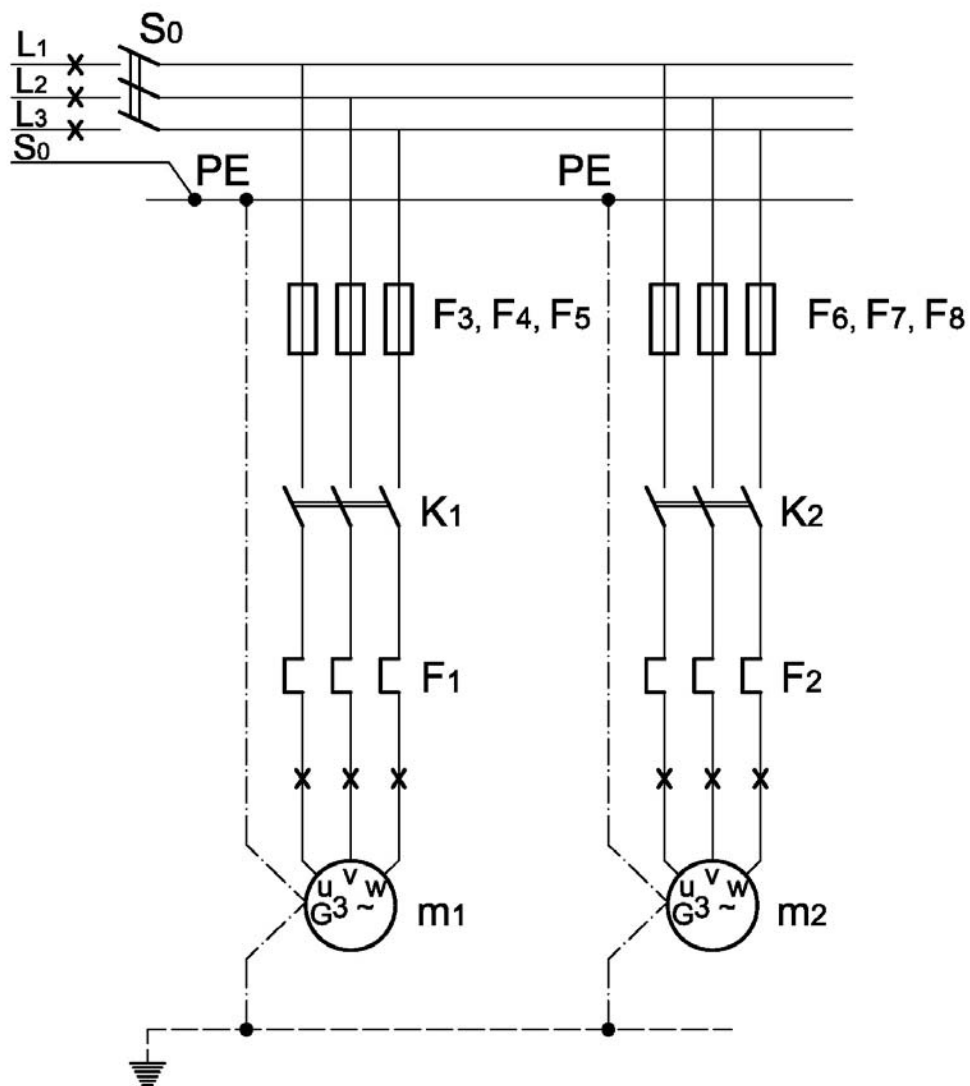 S0
L1
L2
L3
S0
PE PE
F3, F4, F5 F6, F7, F8
K1 K2
F1 F2
u v w u v w
G3 ~ m1 G3 ~ m2